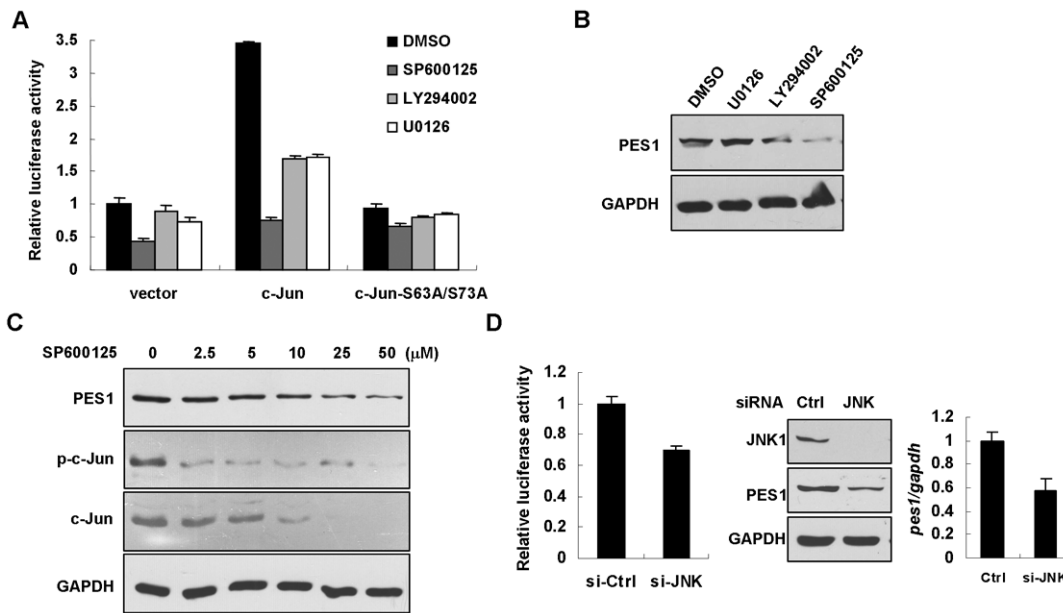 A
Relative luciferase activity
3.5
3
2.5
2
1.5
1
0.5
0
DMSO
SP600125
LY294002
U0126
vector c-Jun c-Jun-S63A/S73A
B
DMSO U0126 LY294002 SP600125
PES1
GAPDH
C
SP600125 0 2.5 5 10 25 50 (μM)
PES1
p-c-Jun
c-Jun
GAPDH
D
Relative luciferase activity
1.2
1
0.8
0.6
0.4
0.2
0
si-Ctrl si-JNK
siRNA Ctrl JNK
JNK1
PES1
GAPDH
pes1/gapdh
1.2
1
0.8
0.6
0.4
0.2
0
Ctrl si-JNK